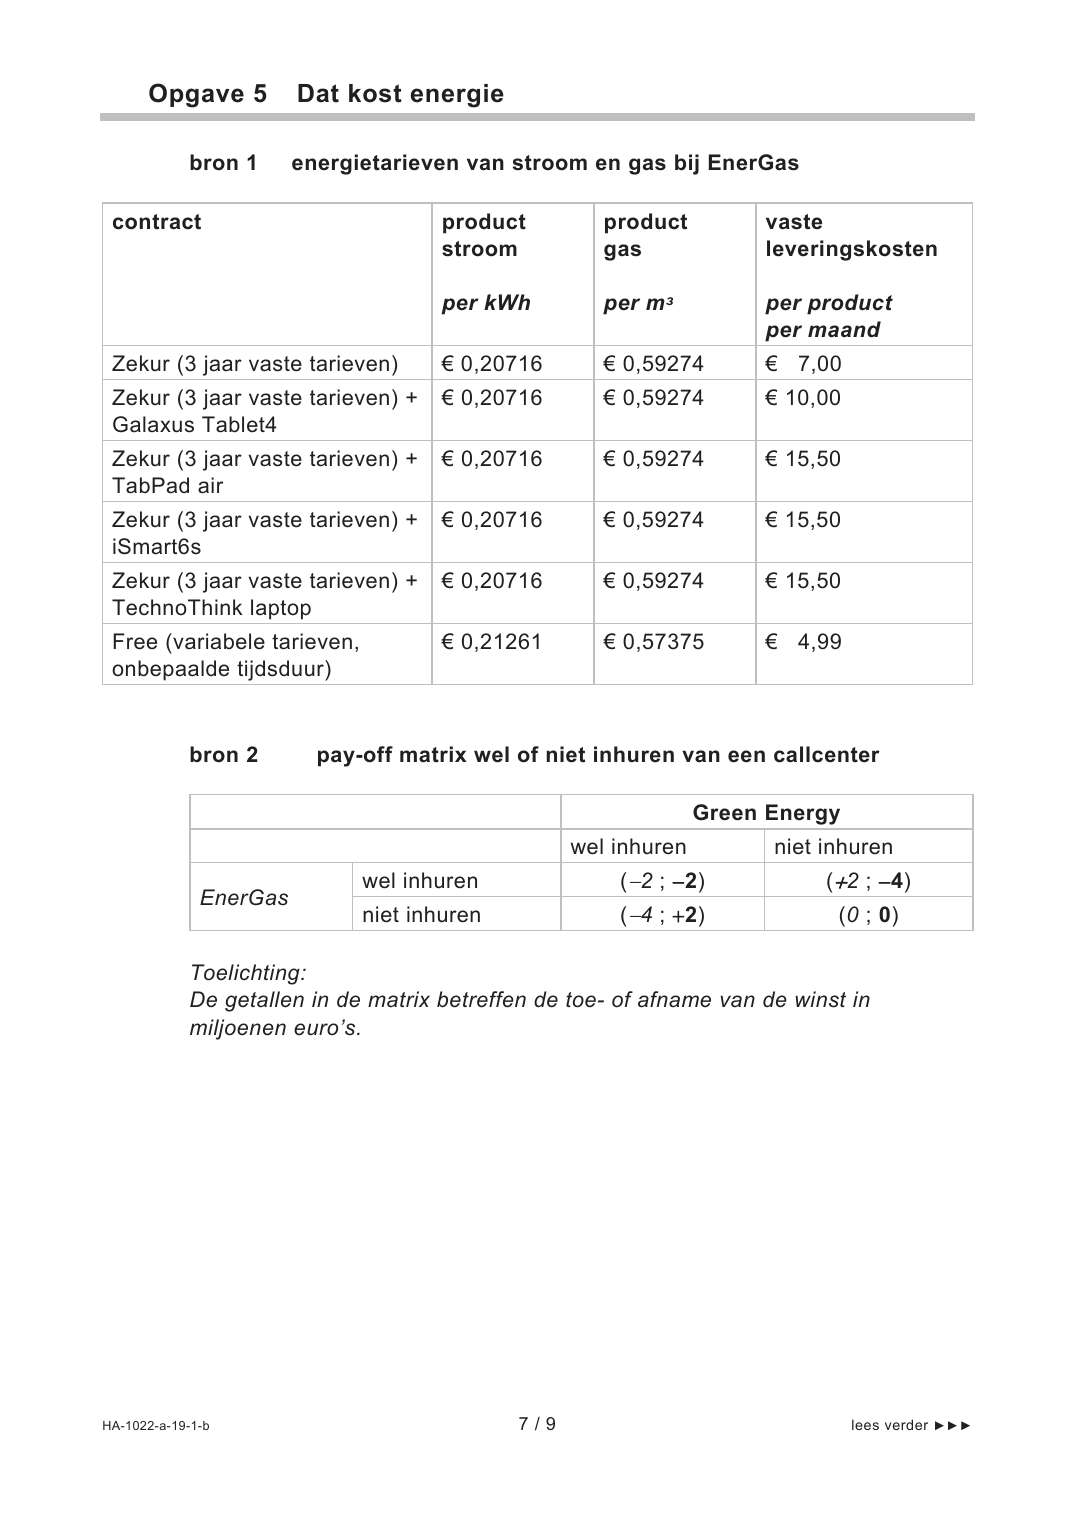 Opgave 5 Dat kost energie
bron 1 energietarieven van stroom en gas bij EnerGas
contract product stroom per kWh product gas per m³ vaste leveringskosten per product per maand
Zekur (3 jaar vaste tarieven) € 0,20716 € 0,59274 € 7,00
Zekur (3 jaar vaste tarieven) + € 0,20716 € 0,59274 € 10,00
Galaxus Tablet4
Zekur (3 jaar vaste tarieven) + € 0,20716 € 0,59274 € 15,50
TabPad air
Zekur (3 jaar vaste tarieven) + € 0,20716 € 0,59274 € 15,50
iSmart6s
Zekur (3 jaar vaste tarieven) + € 0,20716 € 0,59274 € 15,50
TechnoThink laptop
Free (variabele tarieven, € 0,21261 € 0,57375 € 4,99
onbepaalde tijdsduur)
bron 2 pay-off matrix wel of niet inhuren van een callcenter
Green Energy
wel inhuren niet inhuren
EnerGas
wel inhuren (−2 ; −2) (+2 ; −4)
niet inhuren (−4 ; +2) (0 ; 0)
Toelichting:
De getallen in de matrix betreffen de toe- of afname van de winst in
miljoenen euro's.
HA-1022-a-19-1-b 7 / 9 lees verder ►►►